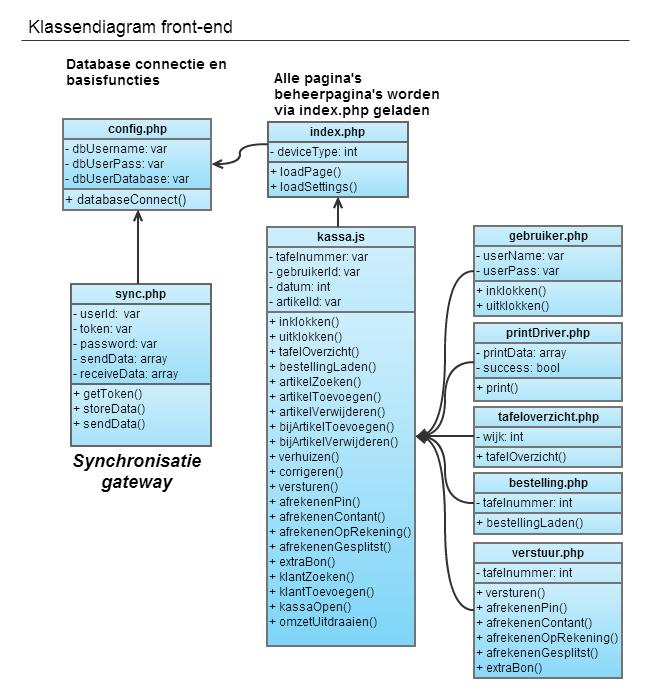 Klassendiagram front-end
Database connectie en
basisfuncties
Alle pagina's
beheerpagina's worden
via index.php geladen
config.php
- dbUsername: var
- dbUserPass: var
- dbUserDatabase: var
+ databaseConnect()
index.php
- deviceType: int
+ loadPage()
+ loadSettings()
sync.php
- userId:  var
- token: var
- password: var
- sendData: array
- receiveData: array
+ getToken()
+ storeData()
+ sendData()
Synchronisatie
gateway
kassa.js
- tafelnummer: var
- gebruikerId: var
- datum: int
- artikelId: var
+ inklokken()
+ uitklokken()
+ tafelOverzicht()
+ bestellingLaden()
+ artikelZoeken()
+ artikelToevoegen()
+ artikelVerwijderen()
+ bijArtikelToevoegen()
+ bijArtikelVerwijderen()
+ verhuizen()
+ corrigeren()
+ versturen()
+ afrekenenPin()
+ afrekenenContant()
+ afrekenenOpRekening()
+ afrekenenGesplitst()
+ extraBon()
+ klantZoeken()
+ klantToevoegen()
+ kassaOpen()
+ omzetUitdraaien()
gebruiker.php
- userName: var
- userPass: var
+ inklokken()
+ uitklokken()
printDriver.php
- printData: array
- success: bool
+ print()
tafeloverzicht.php
- wijk: int
+ tafelOverzicht()
bestelling.php
- tafelnummer: int
+ bestellingLaden()
verstuur.php
- tafelnummer: int
+ versturen()
+ afrekenenPin()
+ afrekenenContant()
+ afrekenenOpRekening()
+ afrekenenGesplitst()
+ extraBon()